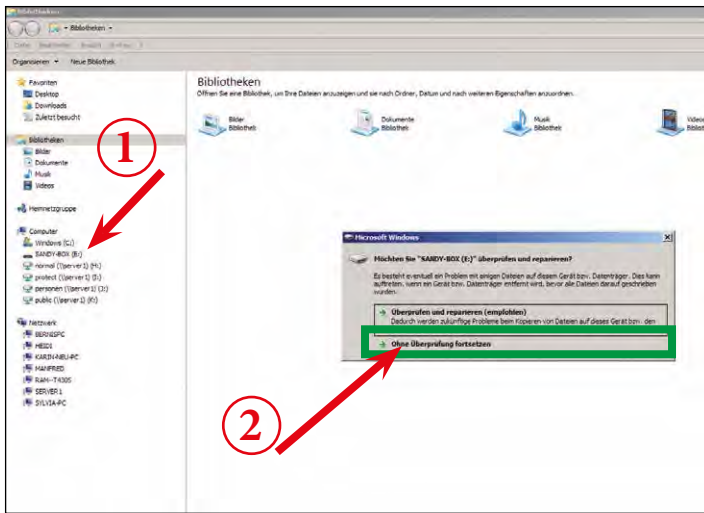 Bibliotheken
Bibliotheken
Organisieren Neue Bibliothek
Favoriten
Desktop
Downloads
Zuletzt besucht
Bibliotheken
Bilder
Dokumente
Musik
Videos
Heimnetzgruppe
Computer
Windows (C:)
SANDY-BOX (E:)
normal (\\server1) (H:)
protect (\\server1) (I:)
personen (\\server1) (J:)
public (\\server1) (K:)
Netzwerk
BERNISPC
HEIDI
KARIN-NEU-PC
MANFRED
RAM--T430S
SERVER1
SYLVIA-PC
1
Bibliotheken
Öffnen Sie eine Bibliothek, um Ihre Dateien anzuzeigen und sie nach Ordner, Datum und nach weiteren Eigenschaften anzuordnen.
Bilder
Bibliothek
Dokumente
Bibliothek
Musik
Bibliothek
Videos
Microsoft Windows
Möchten Sie "SANDY-BOX (E:)" überprüfen und reparieren?
Es besteht eventuell ein Problem mit einigen Dateien auf diesem Gerät bzw. Datenträger. Dies kann
auftreten, wenn ein Gerät bzw. Datenträger entfernt wird, bevor alle Dateien darauf geschrieben
wurden.
Überprüfen und reparieren (empfohlen)
Dadurch werden zukünftige Probleme beim Kopieren von Dateien auf dieses Gerät bzw. den
Ohne Überprüfung fortsetzen
2